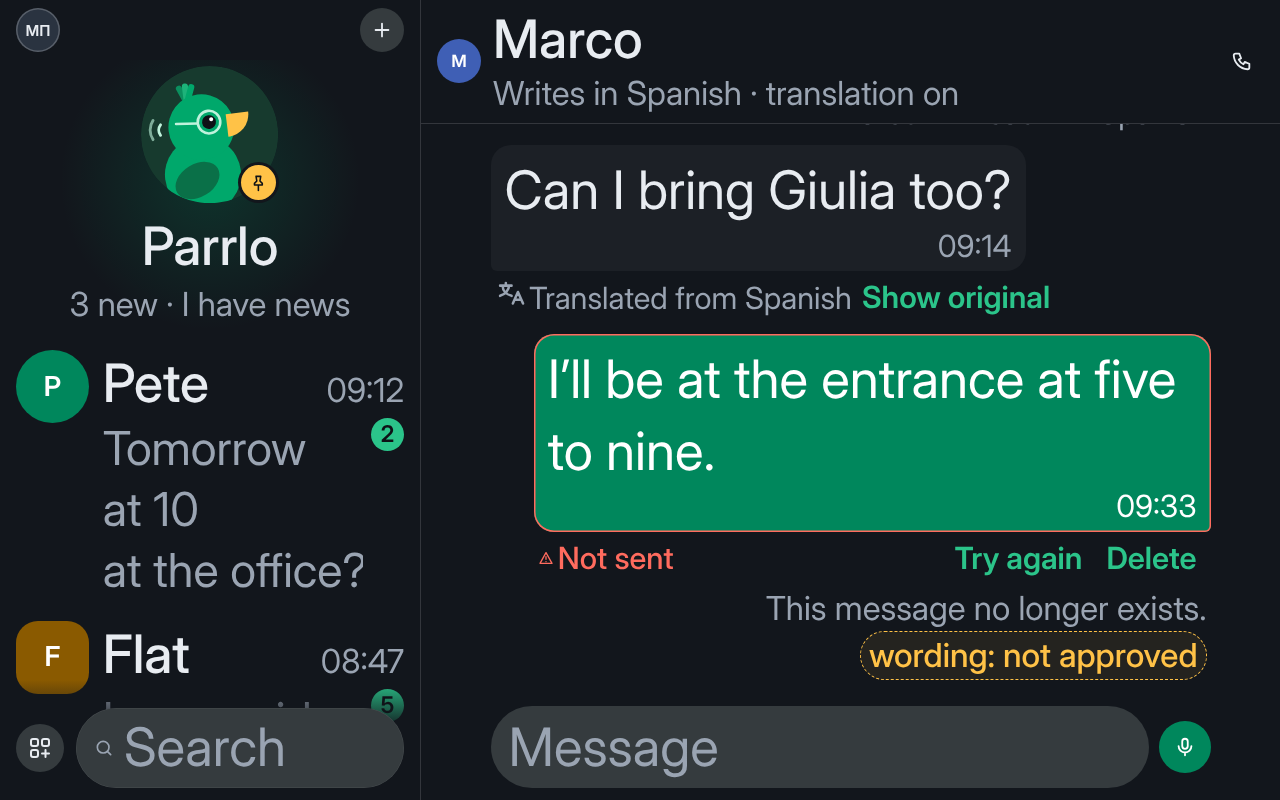 МП
Parrlo
3 new · I have news
P
Pete
09:12
Tomorrow
at 10
at the office?
2
F
Flat
08:47
5
Search
M
Marco
Writes in Spanish · translation on
Can I bring Giulia too?
09:14
Translated from Spanish Show original
I’ll be at the entrance at five
to nine.
09:33
Not sent
Try again Delete
This message no longer exists.
wording: not approved
Message